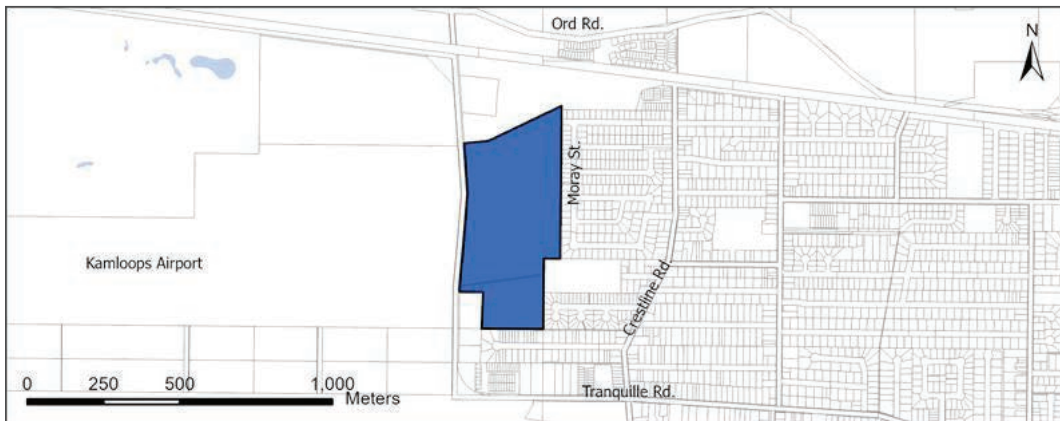 Ord Rd.
N
Moray St.
Kamloops Airport
Crestline Rd.
0 250 500 1,000
Meters
Tranquille Rd.